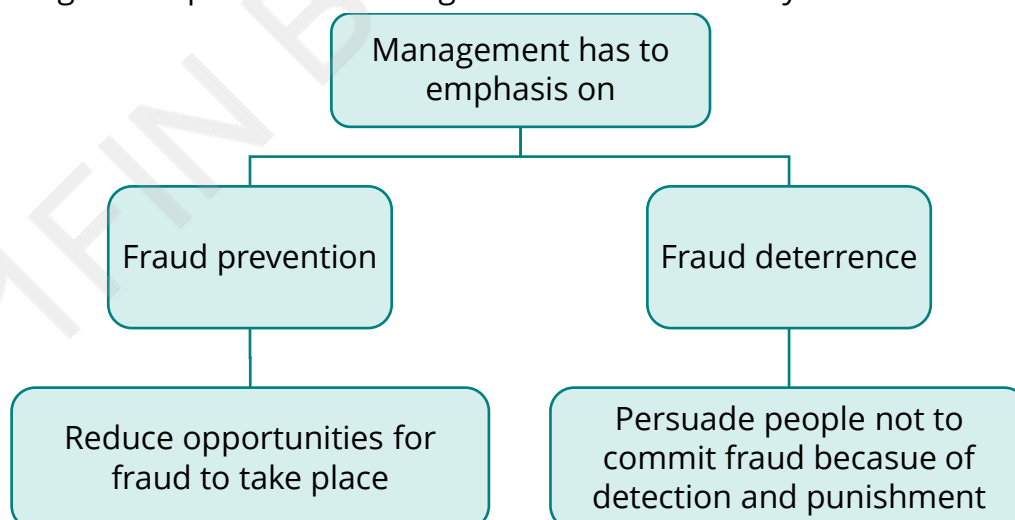 Management has to
emphasis on
Fraud prevention
Fraud deterrence
Reduce opportunities for
fraud to take place
Persuade people not to
commit fraud becasue of
detection and punishment
1FIN B